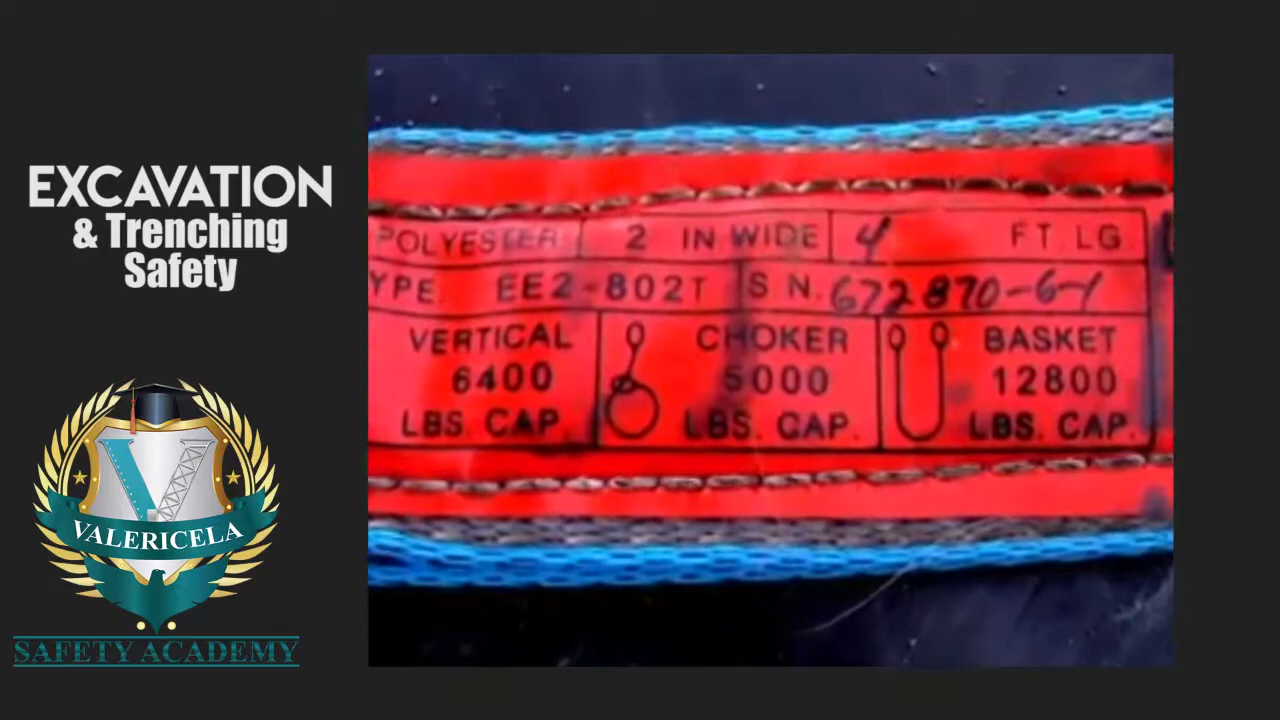 EXCAVATION
& Trenching
Safety
VALERICELA
SAFETY ACADEMY
POLYESTER 2 IN WIDE 4 FT LG
YPE EE2-802T S.N. 672870-6-1
VERTICAL CHOKER BASKET
6400 5000 12800
LBS. CAP. LBS. CAP. LBS. CAP.